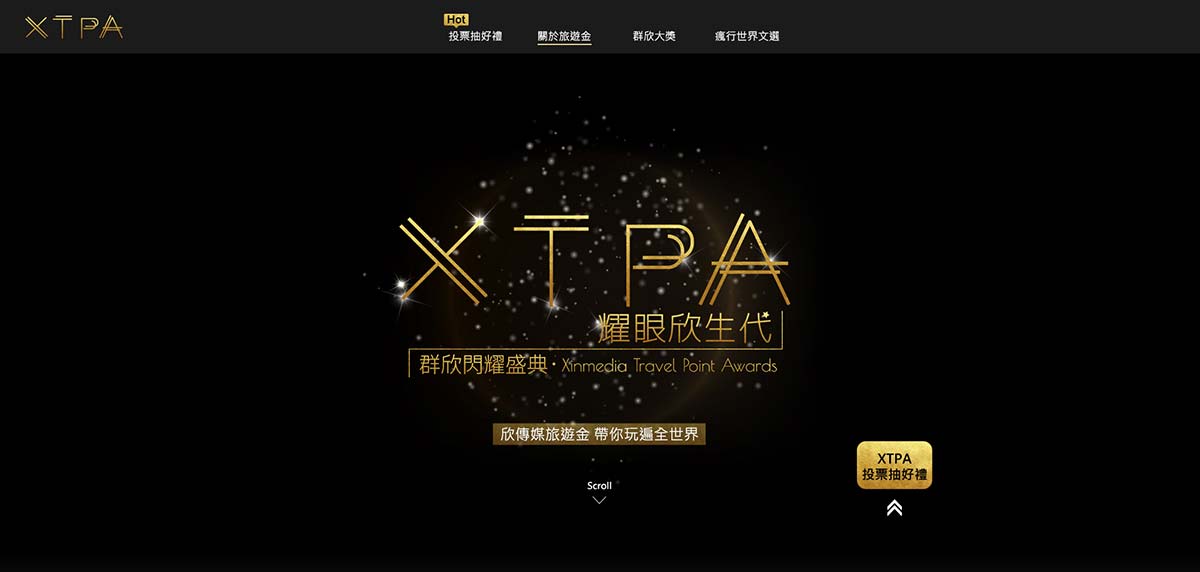 XTPA
Hot
投票抽好禮
關於旅遊金
群欣大獎
瘋行世界文選
XTPA
耀眼欣生代
群欣閃耀盛典·Xinmedia Travel Point Awards
欣傳媒旅遊金 帶你玩遍全世界
XTPA
投票抽好禮
Scroll